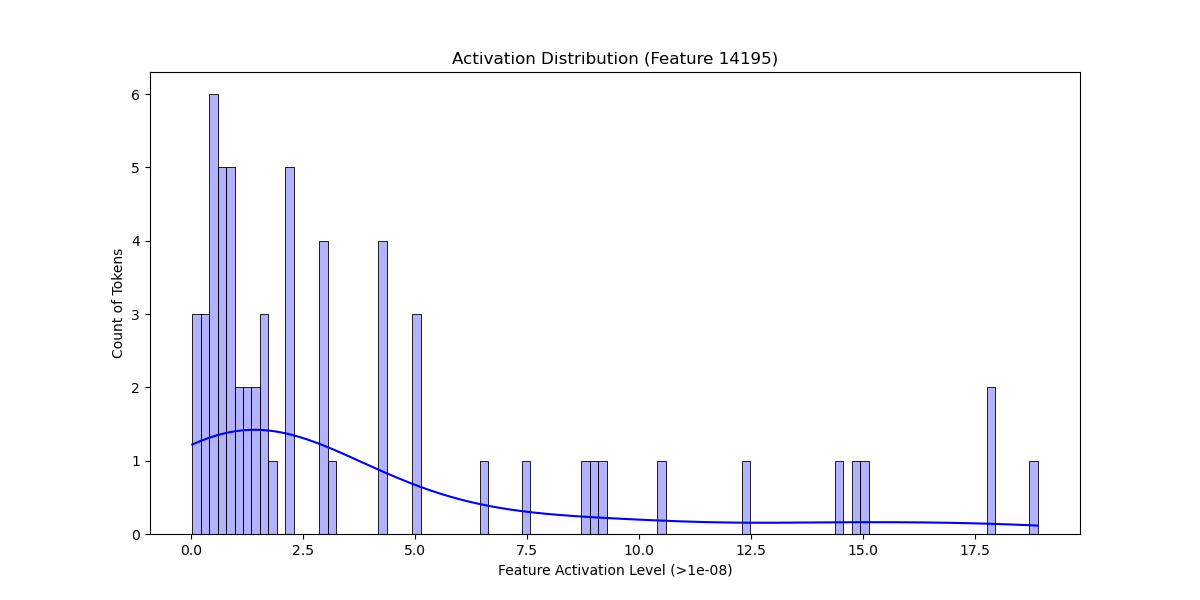 Activation Distribution (Feature 14195)
6
5
4
3
2
1
0
Count of Tokens
0.0 2.5 5.0 7.5 10.0 12.5 15.0 17.5
Feature Activation Level (>1e-08)